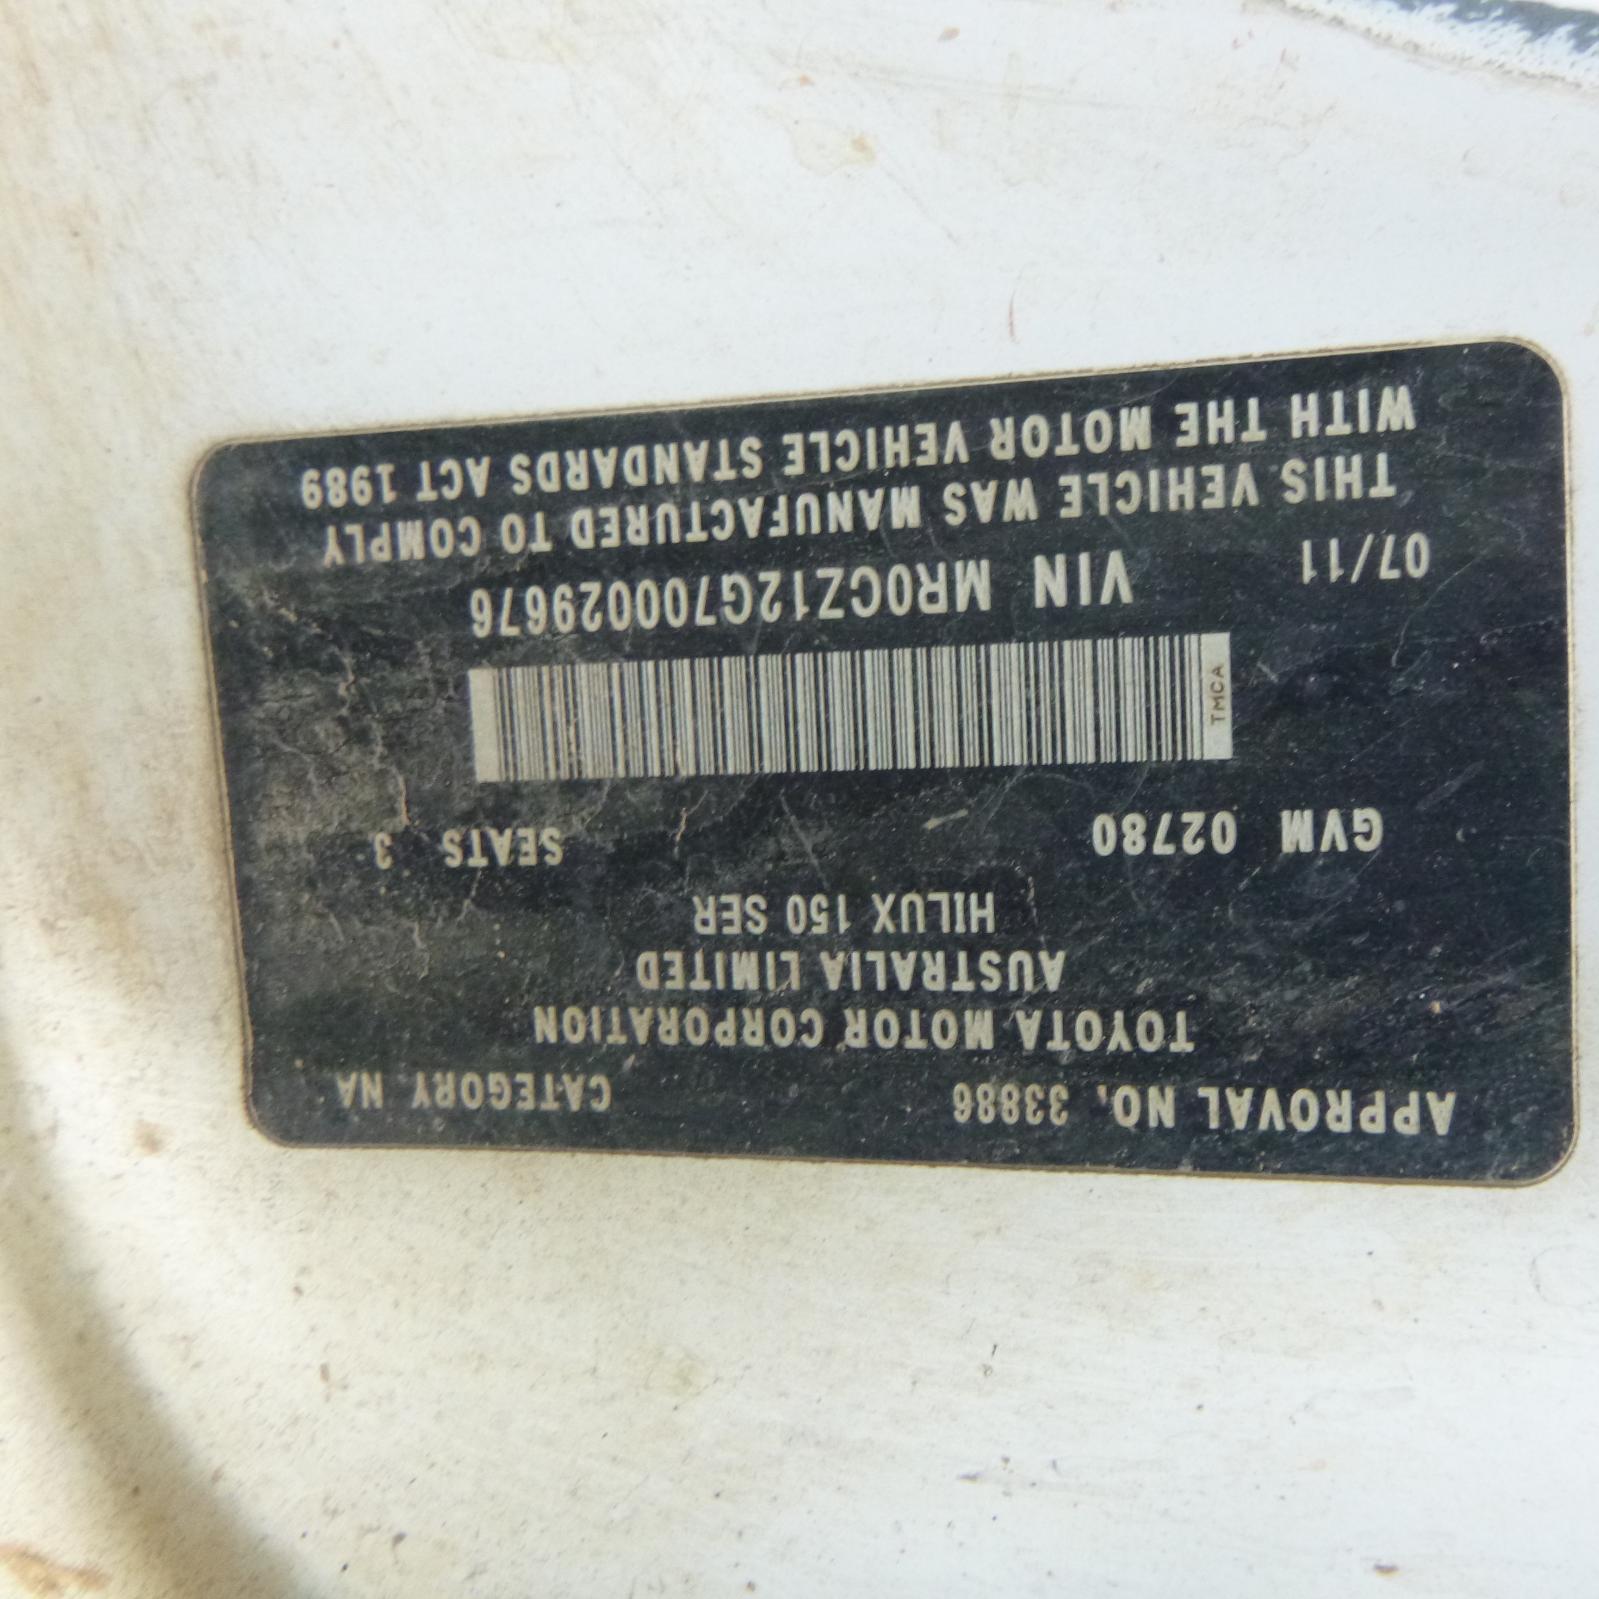 APPROVAL NO. 33886 CATEGORY NA
TOYOTA MOTOR CORPORATION
AUSTRALIA LIMITED
HILUX 150 SER
GVM 02780 SEATS 3
TMCA
07/11 VIN MR0CZ12G700029676
THIS VEHICLE WAS MANUFACTURED TO COMPLY
WITH THE MOTOR VEHICLE STANDARDS ACT 1989